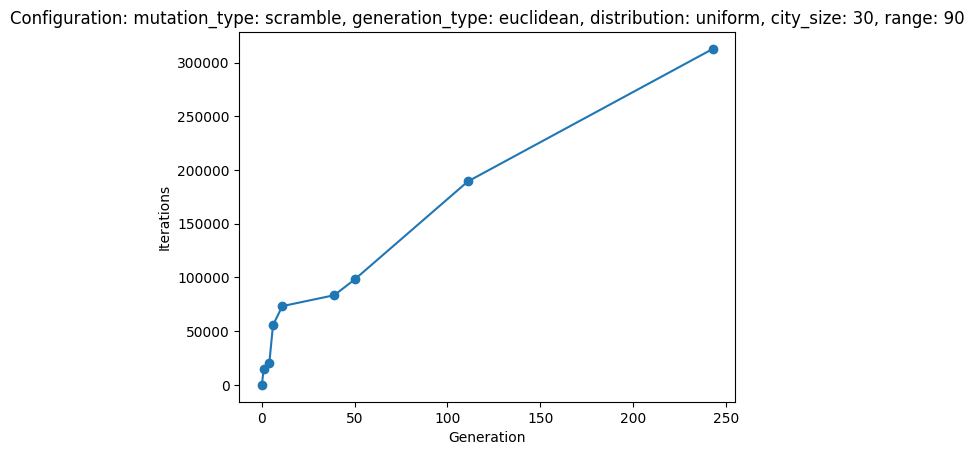 Configuration: mutation_type: scramble, generation_type: euclidean, distribution: uniform, city_size: 30, range: 90
300000
250000
200000
150000
100000
50000
0
Iterations
0 50 100 150 200 250
Generation